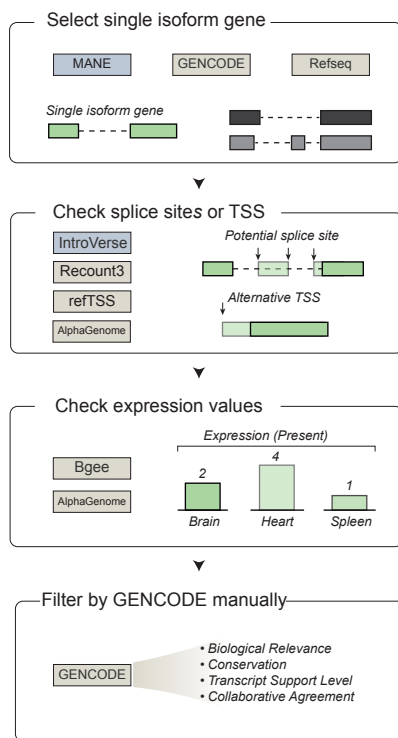 Select single isoform gene
MANE GENCODE Refseq
Single isoform gene
Check splice sites or TSS
IntroVerse
Recount3
refTSS
AlphaGenome
Potential splice site
Alternative TSS
Check expression values
Bgee
AlphaGenome
Expression (Present)
2 4 1
Brain Heart Spleen
Filter by GENCODE manually
GENCODE
• Biological Relevance
• Conservation
• Transcript Support Level
• Collaborative Agreement